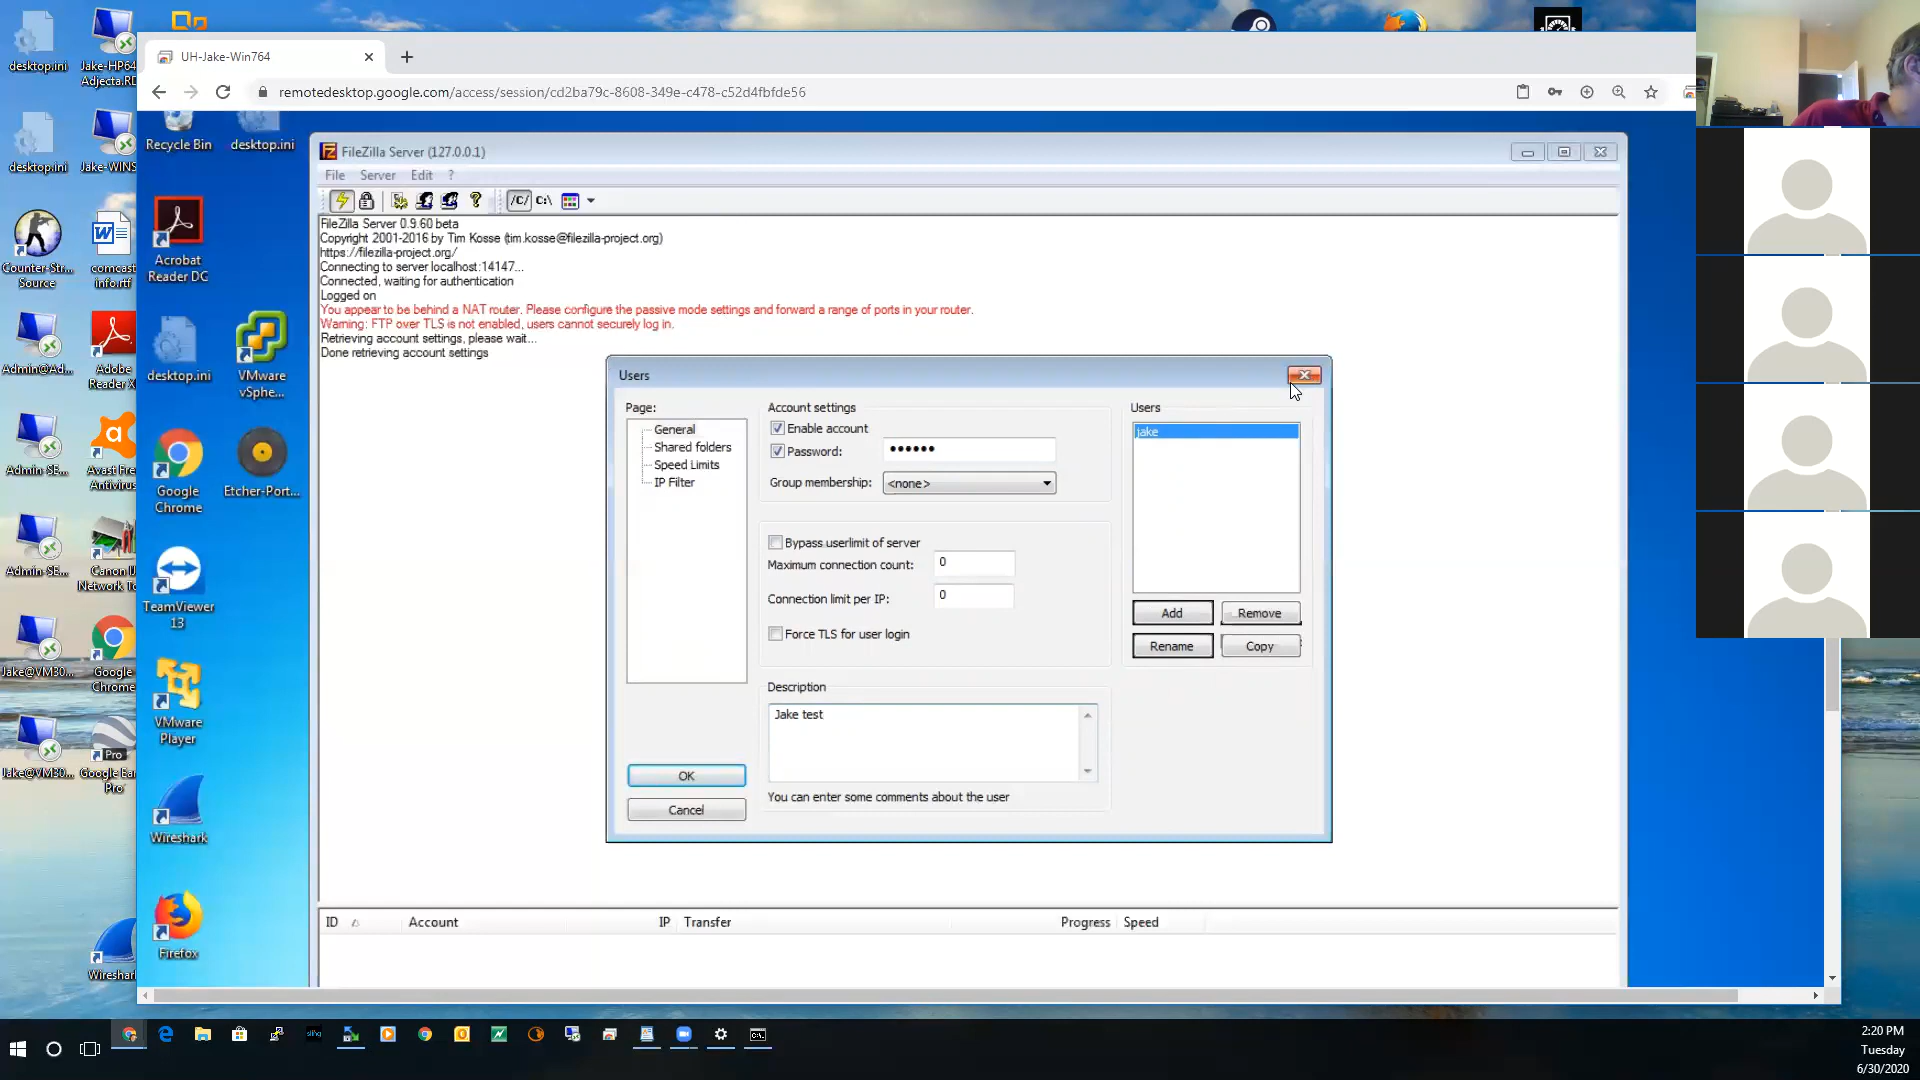 desktop.ini
Jake-HP64
Adjecta.RD
desktop.ini
Jake-WINS
Counter-Str...
Source
comcast
info.rtf
Admin@Ad...
Adobe
Reader X
Admin-SE...
Avast Free
Antivirus
Admin-SE...
Canon U
Network To
Jake@VM30...
Google
Chrome
Jake@VM30...
Pro
Google Ear
Pro
Wireshar
UH-Jake-Win764
remotedesktop.google.com/access/session/cd2ba79c-8608-349e-c478-c52d4fbfde56
Recycle Bin
desktop.ini
Acrobat
Reader DC
desktop.ini
VMware
vSphe...
Google
Chrome
Etcher-Port...
TeamViewer
13
VMware
Player
Wireshark
Firefox
FileZilla Server (127.0.0.1)
File Server Edit ?
/C/ C:\
FileZilla Server 0.9.60 beta
Copyright 2001-2016 by Tim Kosse (tim.kosse@filezilla-project.org)
https://filezilla-project.org/
Connecting to server localhost:14147...
Connected, waiting for authentication
Logged on
You appear to be behind a NAT router. Please configure the passive mode settings and forward a range of ports in your router.
Warning: FTP over TLS is not enabled, users cannot securely log in.
Retrieving account settings, please wait...
Done retrieving account settings
Users
Page:
General
Shared folders
Speed Limits
IP Filter
Account settings
Enable account
Password: ••••••
Group membership: <none>
Bypass userlimit of server
Maximum connection count: 0
Connection limit per IP: 0
Force TLS for user login
Description
Jake test
You can enter some comments about the user
OK
Cancel
Users
jake
Add Remove
Rename Copy
ID Account IP Transfer Progress Speed
2:20 PM
Tuesday
6/30/2020